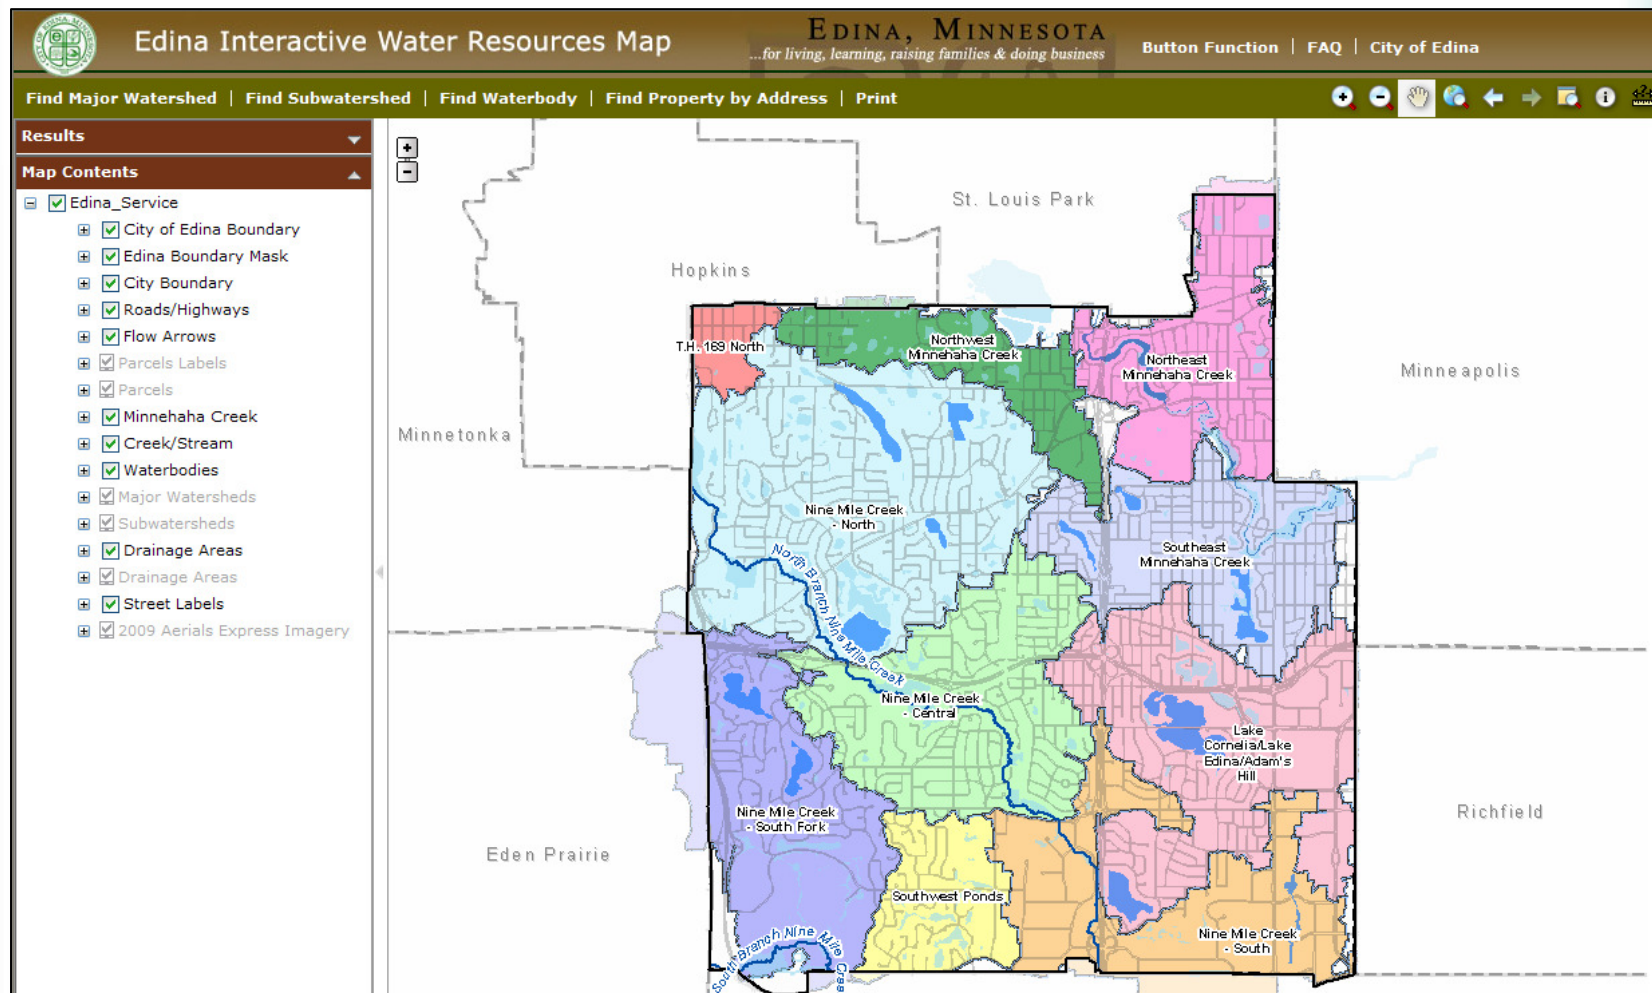 Edina Interactive Water Resources Map
EDINA, MINNESOTA
...for living, learning, raising families & doing business
Button Function | FAQ | City of Edina
Find Major Watershed | Find Subwatershed | Find Waterbody | Find Property by Address | Print
Results
Map Contents
Edina_Service
City of Edina Boundary
Edina Boundary Mask
City Boundary
Roads/Highways
Flow Arrows
Parcels Labels
Parcels
Minnehaha Creek
Creek/Stream
Waterbodies
Major Watersheds
Subwatersheds
Drainage Areas
Drainage Areas
Street Labels
2009 Aerials Express Imagery
St. Louis Park
Hopkins
T.H. 169 North
Northwest
Minnehaha Creek
Northeast
Minnehaha Creek
Minneapolis
Minnetonka
Nine Mile Creek
- North
Southeast
Minnehaha Creek
North Branch Nine Mile Creek
Nine Mile Creek
- Central
Lake
Cornelia/Lake
Edina/Adam's
Hill
Nine Mile Creek
- South Fork
Richfield
Eden Prairie
Southwest Ponds
Nine Mile Creek
- South
South Branch Nine Mile Cree